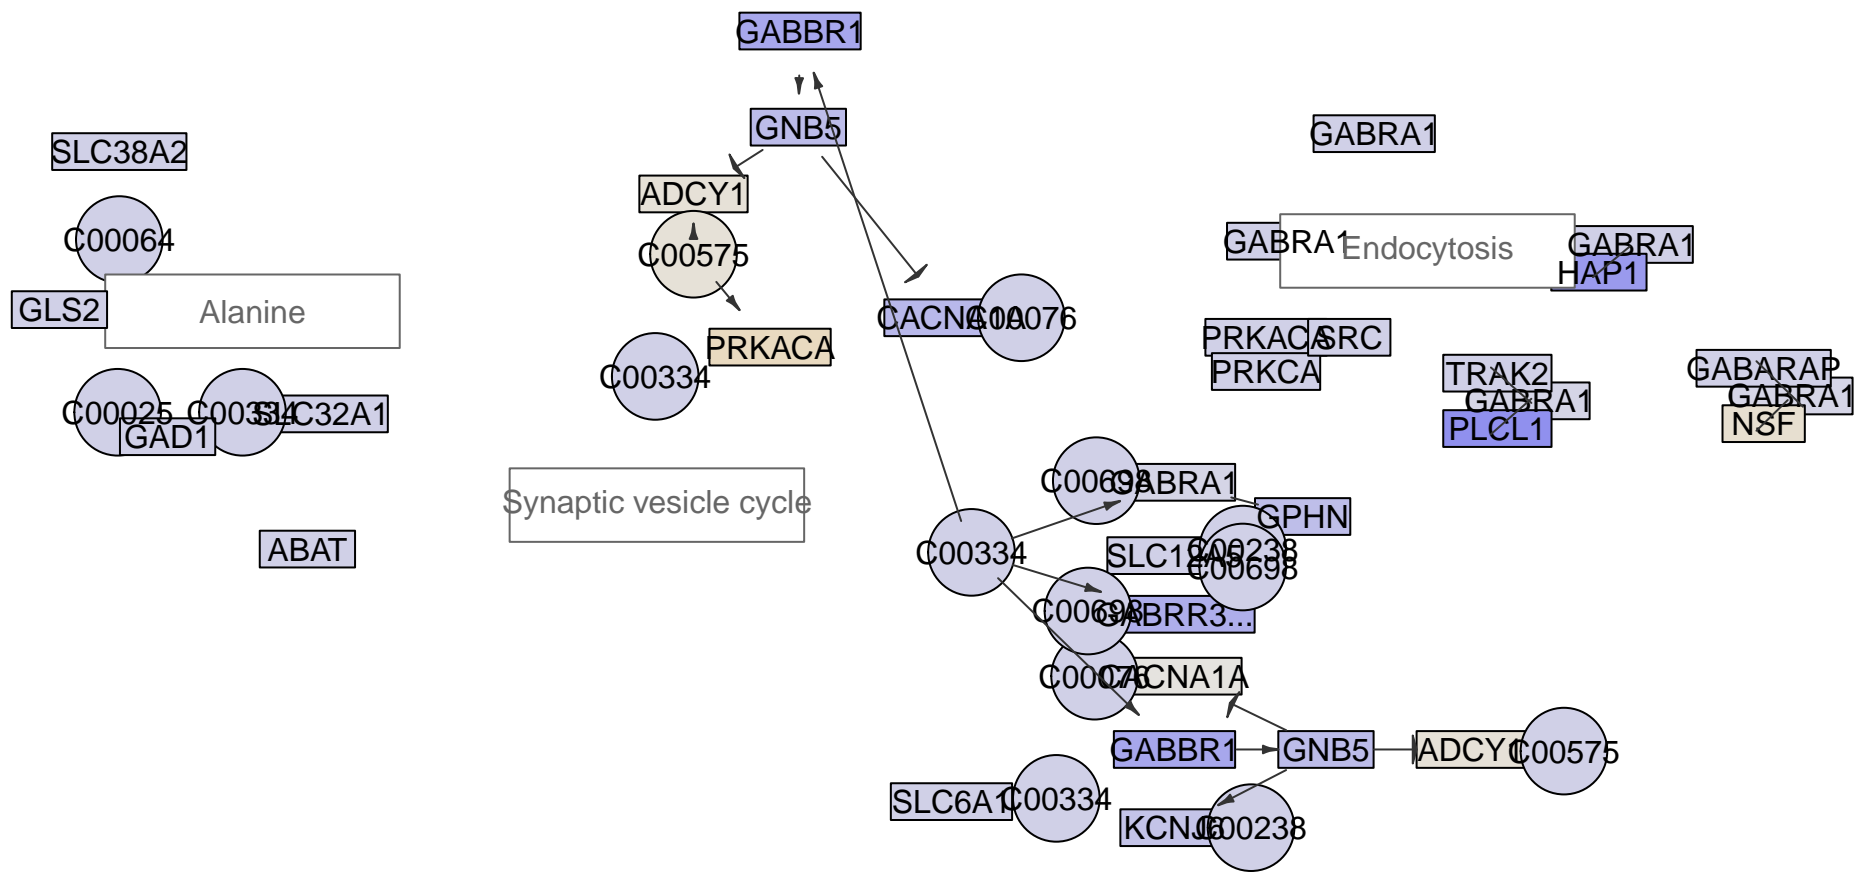 GABBR1
GNB5
SLC38A2
GABRA1
ADCY1
C00064
C00575
GABRA1
Endocytosis
GABRA1
HAP1
GLS2
Alanine
CACNA1A
C00076
PRKACA
C00334
PRKACA
SRC
PRKCA
TRAK2
GABRA1
PLCL1
GABARAP
GABRA1
NSF
C00025
GAD1
C00334
SLC32A1
Synaptic vesicle cycle
C00698
GABRA1
GPHN
ABAT
C00334
SLC12A5
C00238
C00698
C00698
GABRR3...
C00076
CACNA1A
GABBR1
GNB5
ADCY1
C00575
SLC6A1
C00334
KCNJ6
C00238